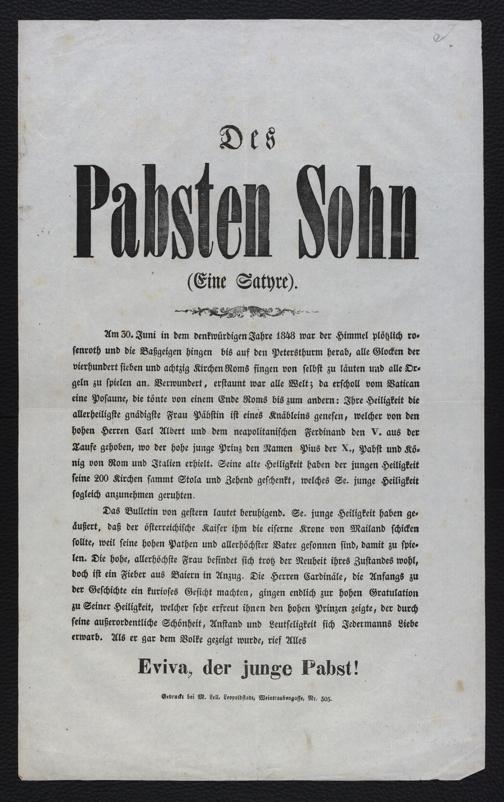 Des
Pabsten Sohn
(Eine Satyre).
Am 30. Juni in dem denkwürdigen Jahre 1848 war der Himmel plötzlich ro-
senroth und die Baßgeigen hingen bis auf den Petersthurm herab, alle Glocken der
vierhundert sieben und achtzig Kirchen Roms fingen von selbst zu läuten und alle Or-
geln zu spielen an. Verwundert, erstaunt war alle Welt; da erscholl vom Vatican
eine Posaune, die tönte von einem Ende Roms bis zum andern: Ihre Heiligkeit die
allerheiligste gnädigste Frau Päbstin ist eines Knäbleins genesen, welcher von den
hohen Herren Carl Albert und dem neapolitanischen Ferdinand den V. aus der
Taufe gehoben, wo der hohe junge Prinz den Namen Pius der X., Pabst und Kö-
nig von Rom und Italien erhielt. Seine alte Heiligkeit haben der jungen Heiligkeit
seine 200 Kirchen sammt Stola und Zehend geschenkt, welches Se. junge Heiligkeit
sogleich anzunehmen geruhten.
Das Bulletin von gestern lautet beruhigend. Se. junge Heiligkeit haben ge-
äußert, daß der österreichische Kaiser ihm die eiserne Krone von Mailand schicken
sollte, weil seine hohen Pathen und allerhöchster Vater gesonnen sind, damit zu spie-
len. Die hohe, allerhöchste Frau befindet sich trotz der Neuheit ihres Zustandes wohl,
doch ist ein Fieber aus Baiern in Anzug. Die Herren Cardinäle, die Anfangs zu
der Geschichte ein kurioses Gesicht machten, gingen endlich zur hohen Gratulation
zu Seiner Heiligkeit, welcher sehr erfreut ihnen den hohen Prinzen zeigte, der durch
seine außerordentliche Schönheit, Anstand und Leutseligkeit sich Jedermanns Liebe
erwarb. Als er gar dem Volke gezeigt wurde, rief Alles
Eviva, der junge Pabst!
Gedruckt bei M. Lell. Leopoldstadt, Weintraubengasse, Nr. 505.